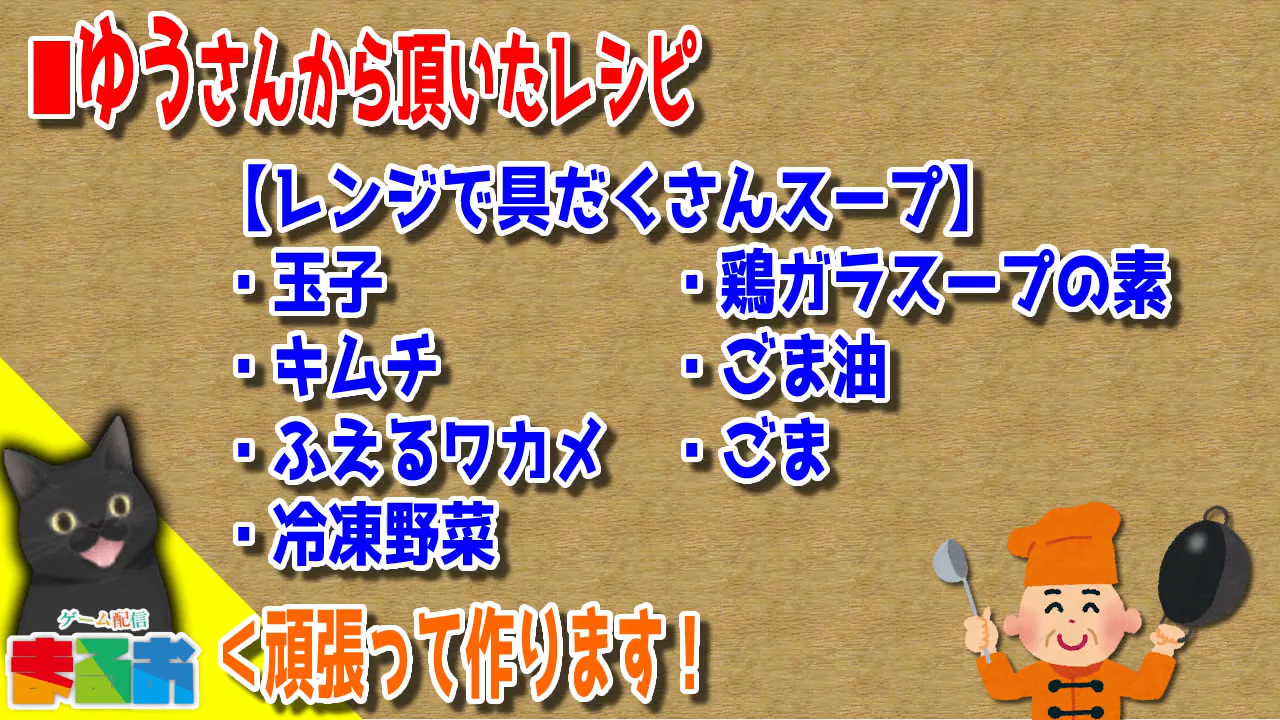 ■ゆうさんから頂いたレシピ
【レンジで具だくさんスープ】
・玉子
・キムチ
・ふえるワカメ
・冷凍野菜
・鶏ガラスープの素
・ごま油
・ごま
ゲーム配信
まるお
<頑張って作ります！